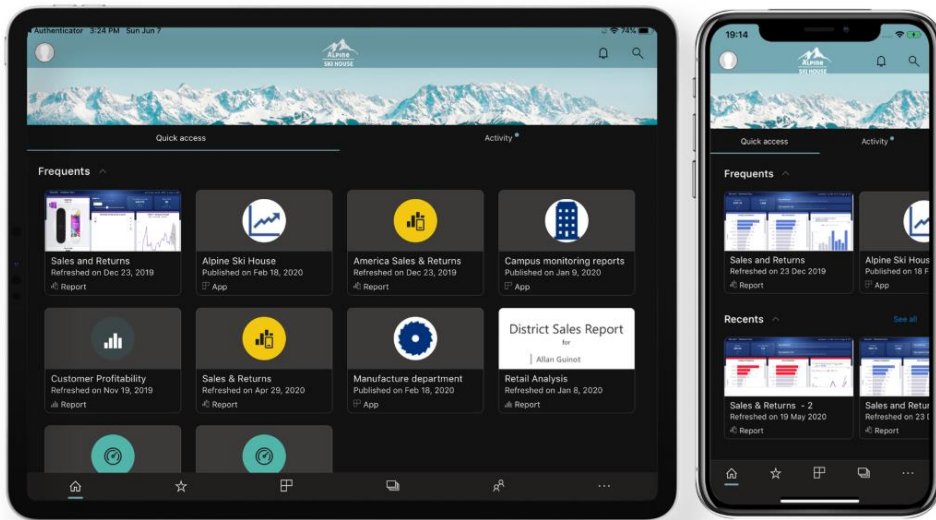 Authenticator 3:24 PM Sun Jun 7
74%
ALPINE
SKI HOUSE
Quick access
Activity
Frequents
Sales and Returns
Refreshed on Dec 23, 2019
Report
Alpine Ski House
Published on Feb 18, 2020
App
America Sales & Returns
Refreshed on Dec 23, 2019
Report
Campus monitoring reports
Published on Jan 9, 2020
App
Customer Profitability
Refreshed on Nov 19, 2019
Report
Sales & Returns
Refreshed on Apr 29, 2020
Report
Manufacture department
Published on Feb 18, 2020
App
District Sales Report
for
Allan Guinot
Retail Analysis
Refreshed on Jan 8, 2020
Report
19:14
ALPINE
SKI HOUSE
Quick access
Activity
Frequents
Sales and Returns
Refreshed on 23 Dec 2019
Report
Alpine Ski Hous
Published on 18 F
App
Recents
See all
Sales & Returns - 2
Refreshed on 19 May 2020
Report
Sales and Retur
Refreshed on 23 D
Report